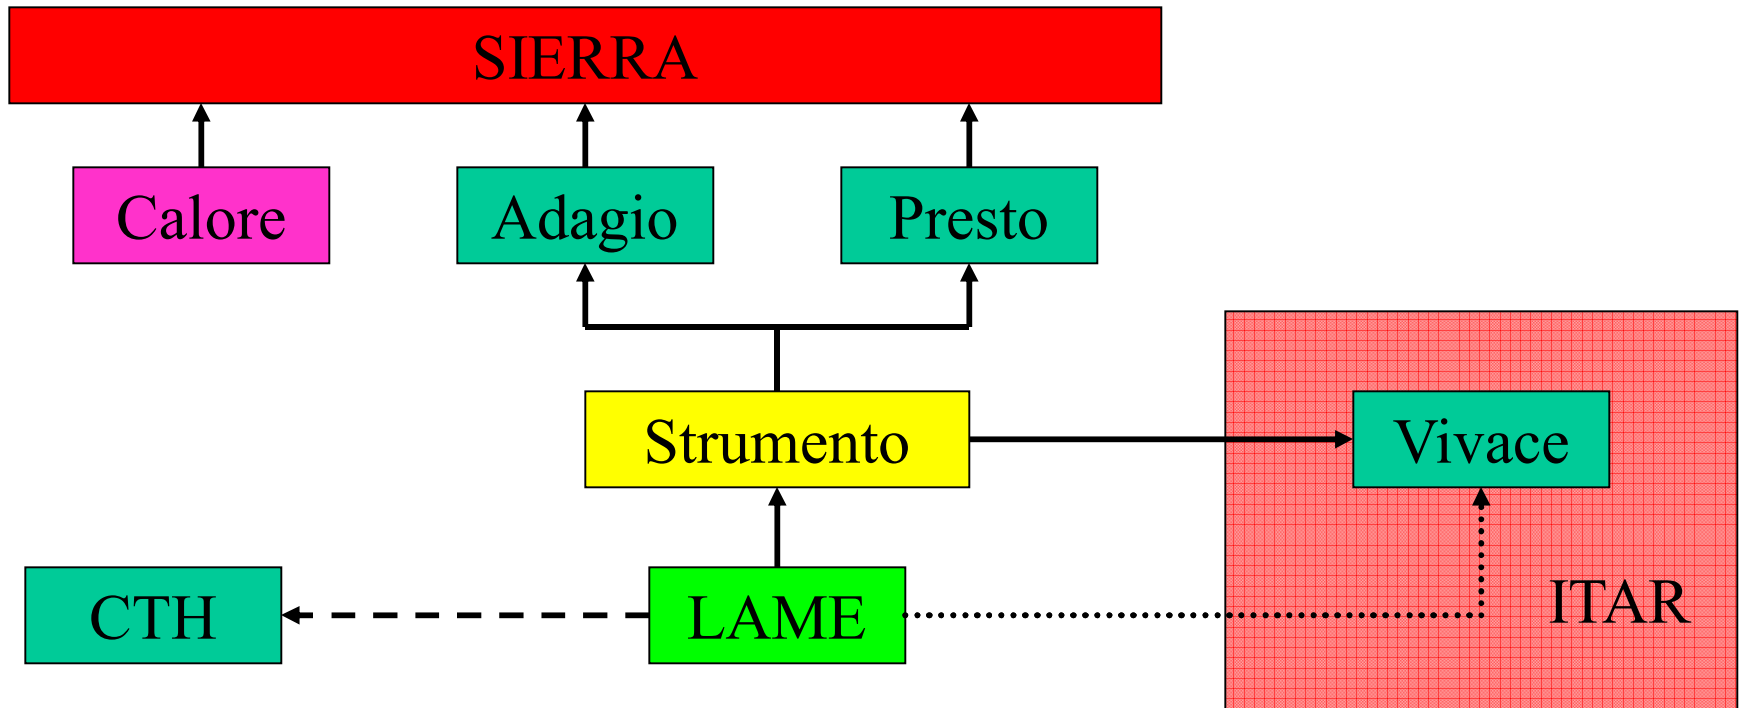 SIERRA
Calore
Adagio
Presto
Strumento
Vivace
CTH
LAME
ITAR